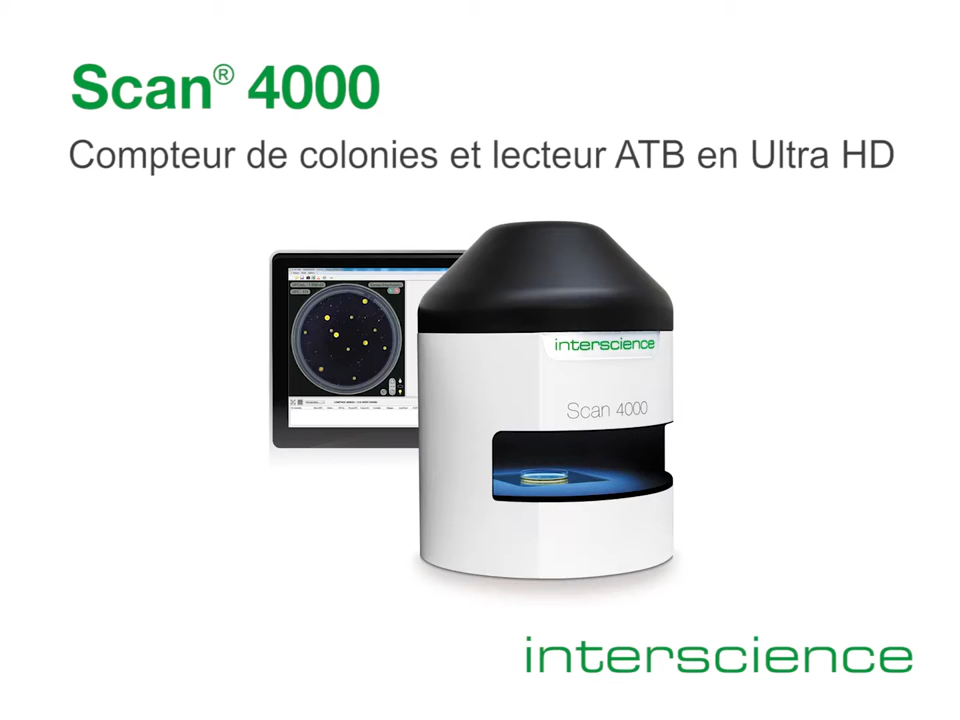 Scan® 4000
Compteur de colonies et lecteur ATB en Ultra HD
interscience
Scan 4000
interscience